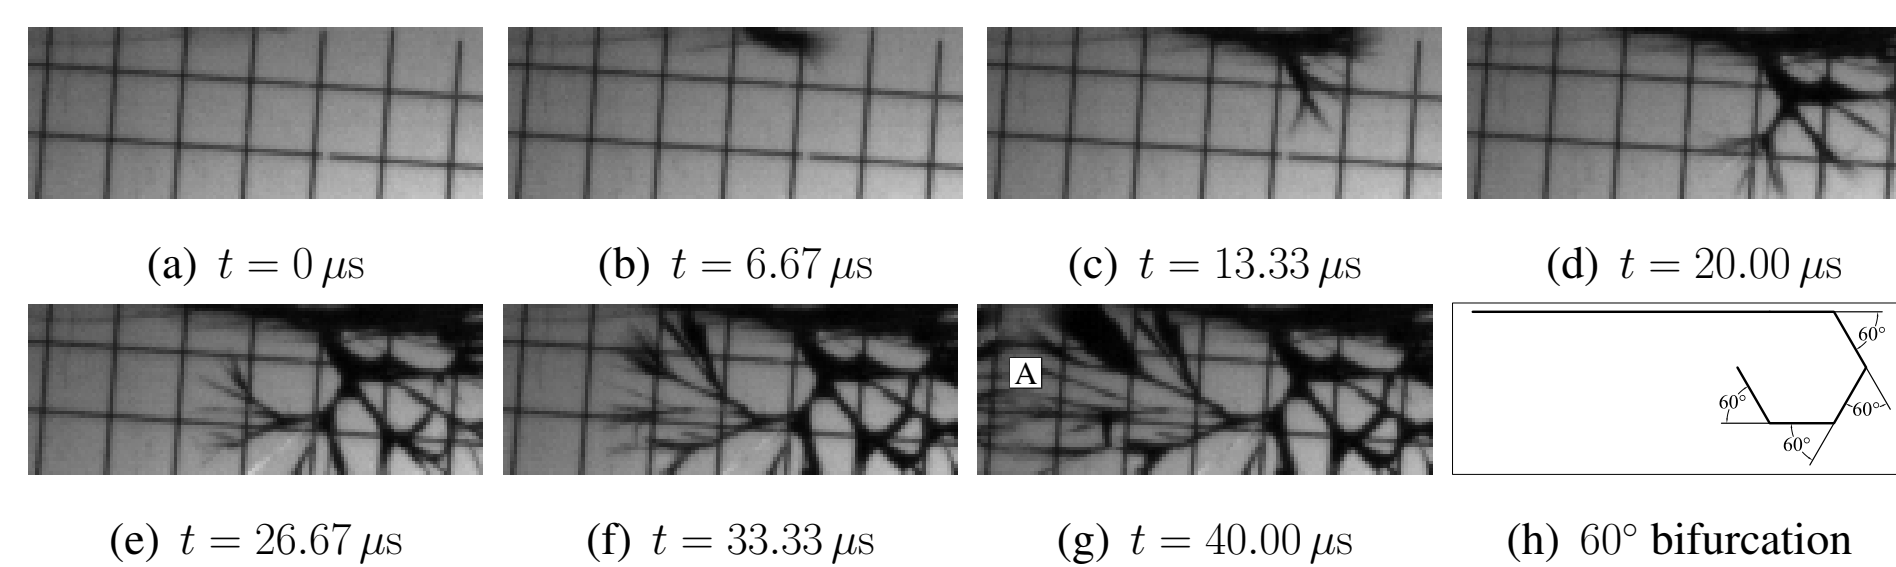 (a) t = 0 μs
(b) t = 6.67 μs
(c) t = 13.33 μs
(d) t = 20.00 μs
A
60°
60°
60°
60°
(e) t = 26.67 μs
(f) t = 33.33 μs
(g) t = 40.00 μs
(h) 60° bifurcation